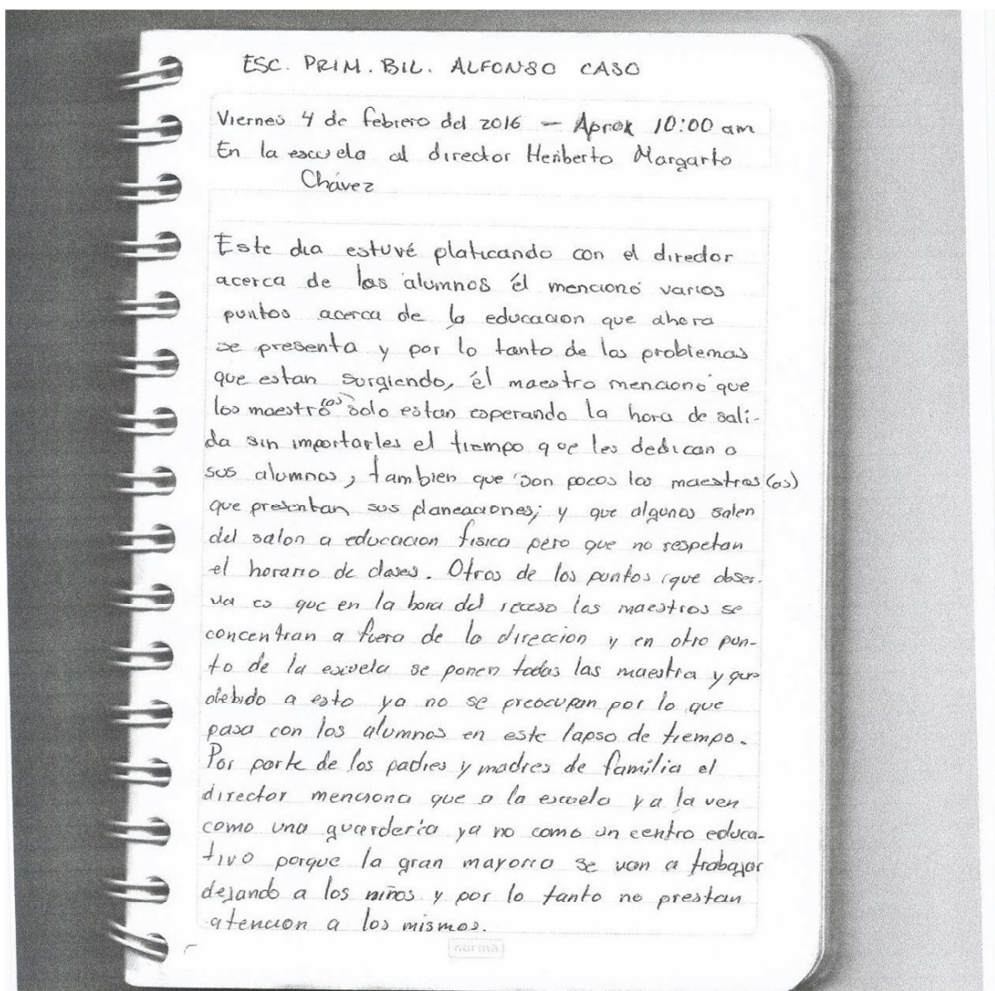 ESC. PRIM. BIL. ALFONSO CASO
Viernes 4 de febrero del 2016 - Aprox 10:00 am
En la escuela al director Heriberto Margarto
Chávez
Este dia estuvé platicando con el director
acerca de los alumnos él mencionó varios
puntos acerca de la educacion que ahora
se presenta y por lo tanto de los problemas
que estan surgiendo, él maestro mencionó que
los maestro(as) solo estan esperando la hora de sali-
da sin importarles el tiempo que les dedican a
sus alumnos, tambien que son pocos los maestros(as)
que presentan sus planeaciones; y que algunos salen
del salon a educacion fisica pero que no respetan
el horario de clases. Otros de los puntos que obser-
va es que en la hora del receso los maestros se
concentran a fuera de la direccion y en otro pun-
to de la escuela se ponen todas las maestra y que
debido a esto ya no se preocupan por lo que
pasa con los alumnos en este lapso de tiempo.
Por parte de los padres y madres de familia el
director menciona que a la escuela ya la ven
como una guarderia ya no como un centro educa-
tivo porque la gran mayoria se van a trabajar
dejando a los niños y por lo tanto no prestan
atencion a los mismos.
norma